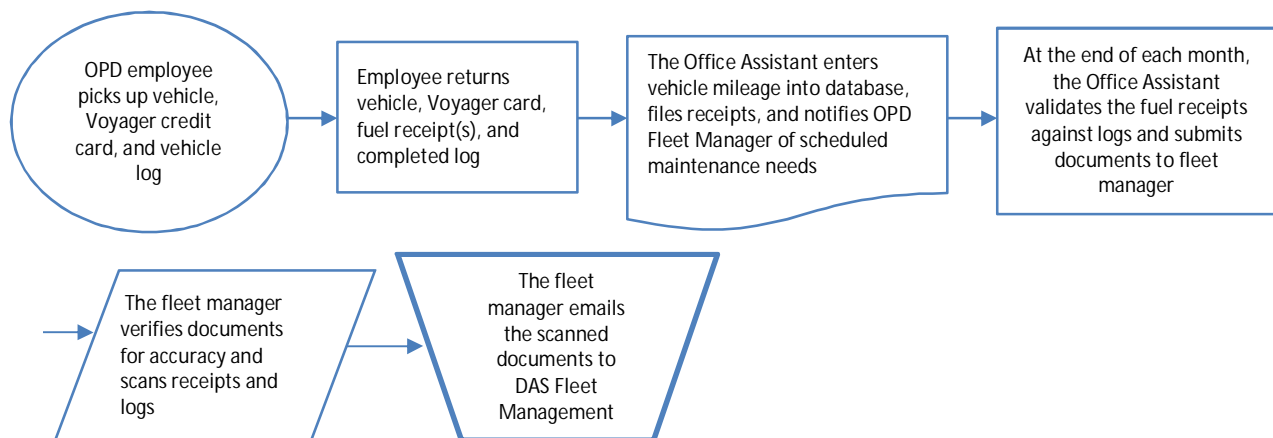 OPD employee
picks up vehicle,
Voyager credit
card, and vehicle
log
Employee returns
vehicle, Voyager card,
fuel receipt(s), and
completed log
The Office Assistant enters
vehicle mileage into database,
files receipts, and notifies OPD
Fleet Manager of scheduled
maintenance needs
At the end of each month,
the Office Assistant
validates the fuel receipts
against logs and submits
documents to fleet
manager
The fleet manager
verifies documents
for accuracy and
scans receipts and
logs
The fleet
manager emails
the scanned
documents to
DAS Fleet
Management